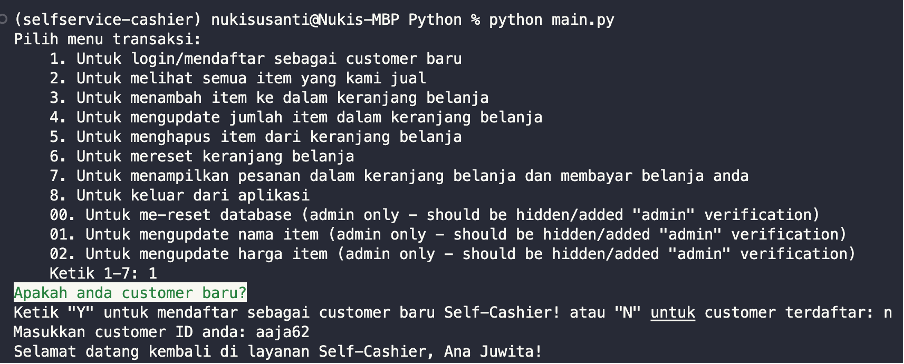 (selfservice-cashier) nukisusanti@Nukis-MBP Python % python main.py
Pilih menu transaksi:
1. Untuk login/mendaftar sebagai customer baru
2. Untuk melihat semua item yang kami jual
3. Untuk menambah item ke dalam keranjang belanja
4. Untuk mengupdate jumlah item dalam keranjang belanja
5. Untuk menghapus item dari keranjang belanja
6. Untuk mereset keranjang belanja
7. Untuk menampilkan pesanan dalam keranjang belanja dan membayar belanja anda
8. Untuk keluar dari aplikasi
00. Untuk me-reset database (admin only - should be hidden/added "admin" verification)
01. Untuk mengupdate nama item (admin only - should be hidden/added "admin" verification)
02. Untuk mengupdate harga item (admin only - should be hidden/added "admin" verification)
Ketik 1-7: 1
Apakah anda customer baru?
Ketik "Y" untuk mendaftar sebagai customer baru Self-Cashier! atau "N" untuk customer terdaftar: n
Masukkan customer ID anda: aaja62
Selamat datang kembali di layanan Self-Cashier, Ana Juwita!